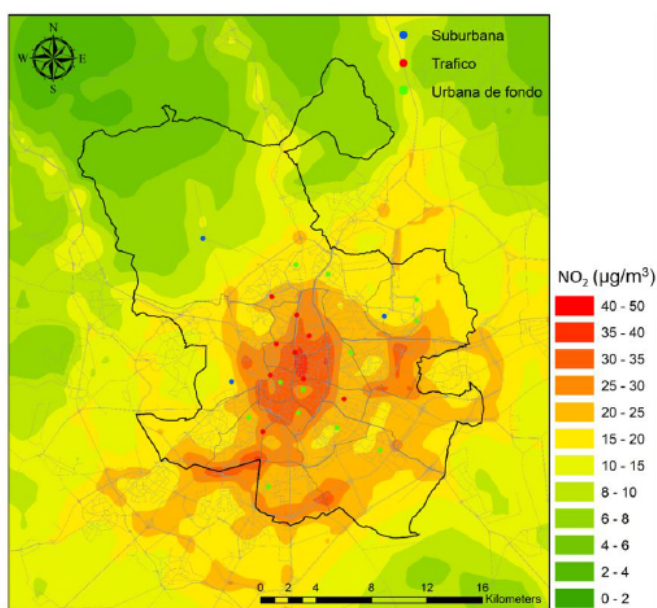 N
W E
S
Suburbana
Trafico
Urbana de fondo
NO₂ (µg/m³)
40 - 50
35 - 40
30 - 35
25 - 30
20 - 25
15 - 20
10 - 15
8 - 10
6 - 8
4 - 6
2 - 4
0 - 2
0 1 2 4 8 12 16
Kilometers